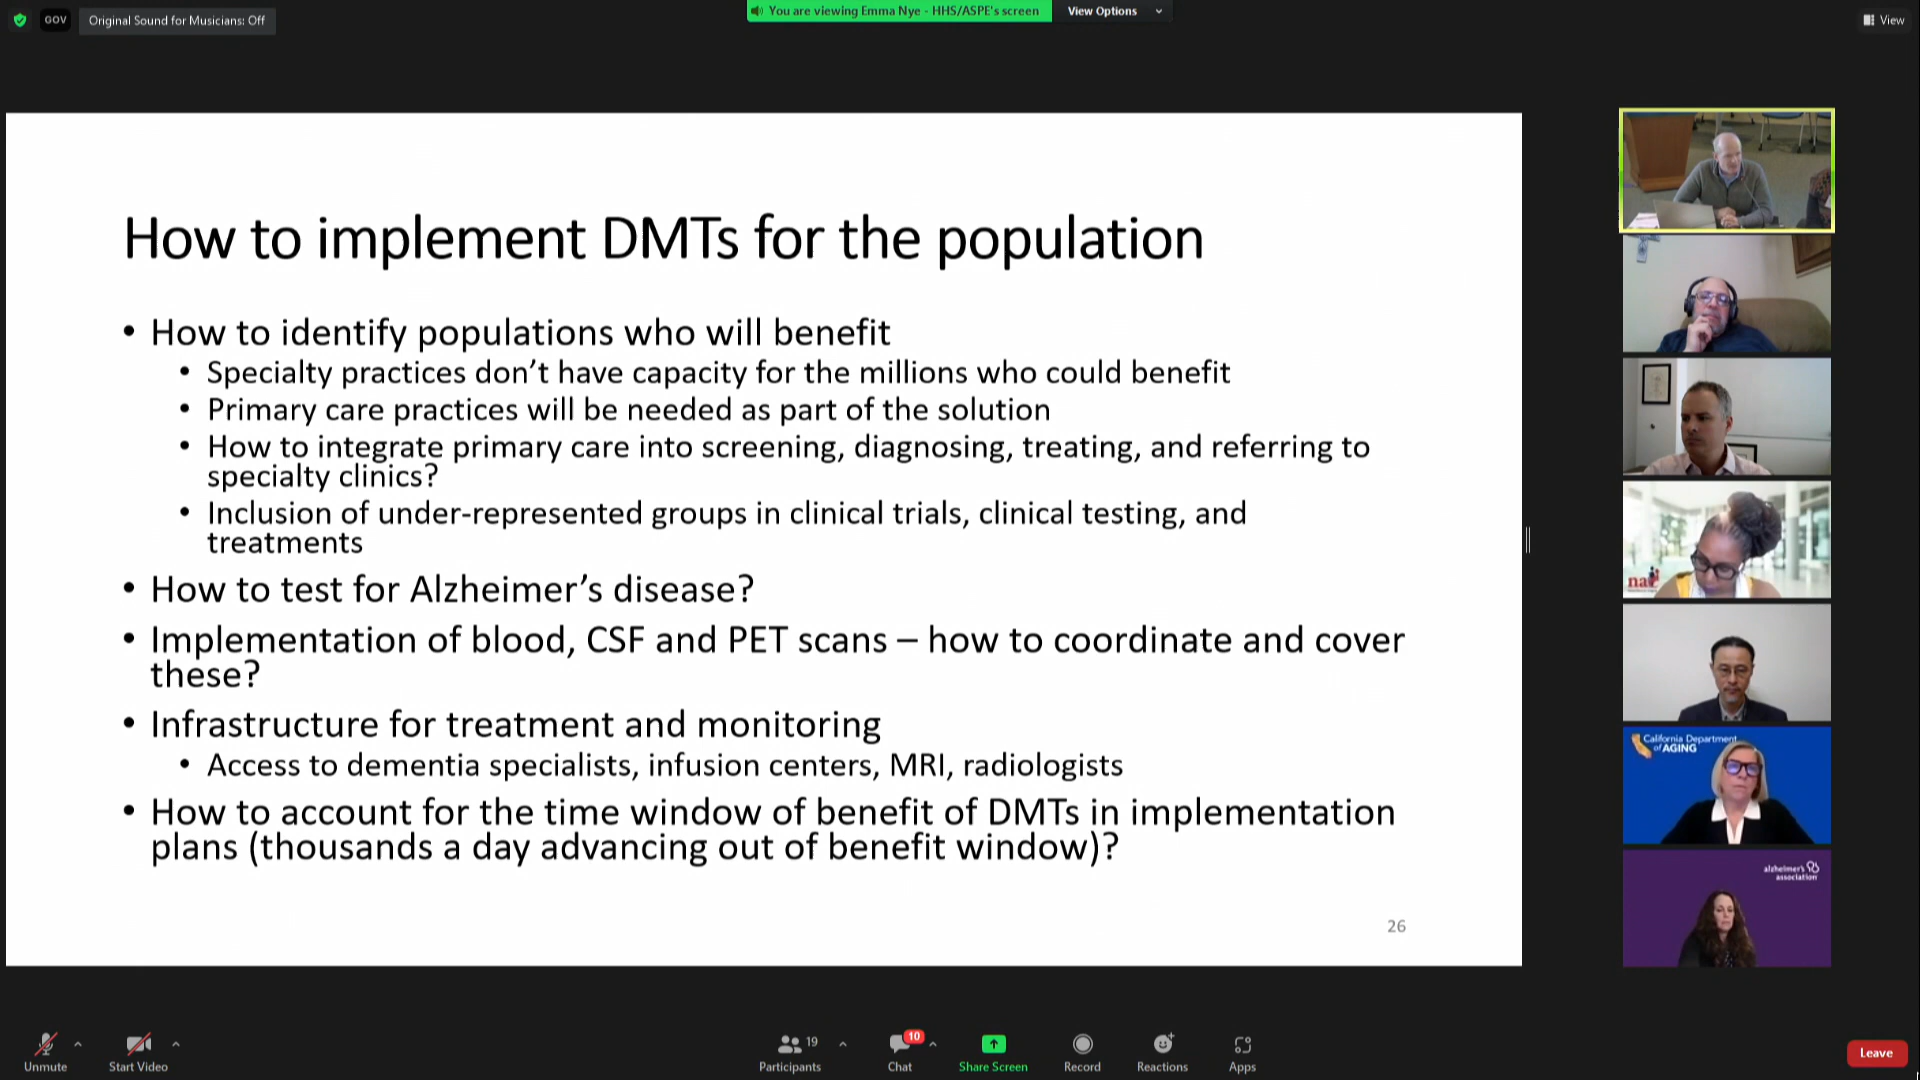 GOV
Original Sound for Musicians: Off
You are viewing Emma Nye - HHS/ASPE's screen
View Options
View
How to implement DMTs for the population
• How to identify populations who will benefit
• Specialty practices don’t have capacity for the millions who could benefit
• Primary care practices will be needed as part of the solution
• How to integrate primary care into screening, diagnosing, treating, and referring to
specialty clinics?
• Inclusion of under-represented groups in clinical trials, clinical testing, and
treatments
• How to test for Alzheimer’s disease?
• Implementation of blood, CSF and PET scans – how to coordinate and cover
these?
• Infrastructure for treatment and monitoring
• Access to dementia specialists, infusion centers, MRI, radiologists
• How to account for the time window of benefit of DMTs in implementation
plans (thousands a day advancing out of benefit window)?
26
California Department
of AGING
alzheimer's
association
Unmute
Start Video
19
Participants
10
Chat
Share Screen
Record
Reactions
Apps
Leave